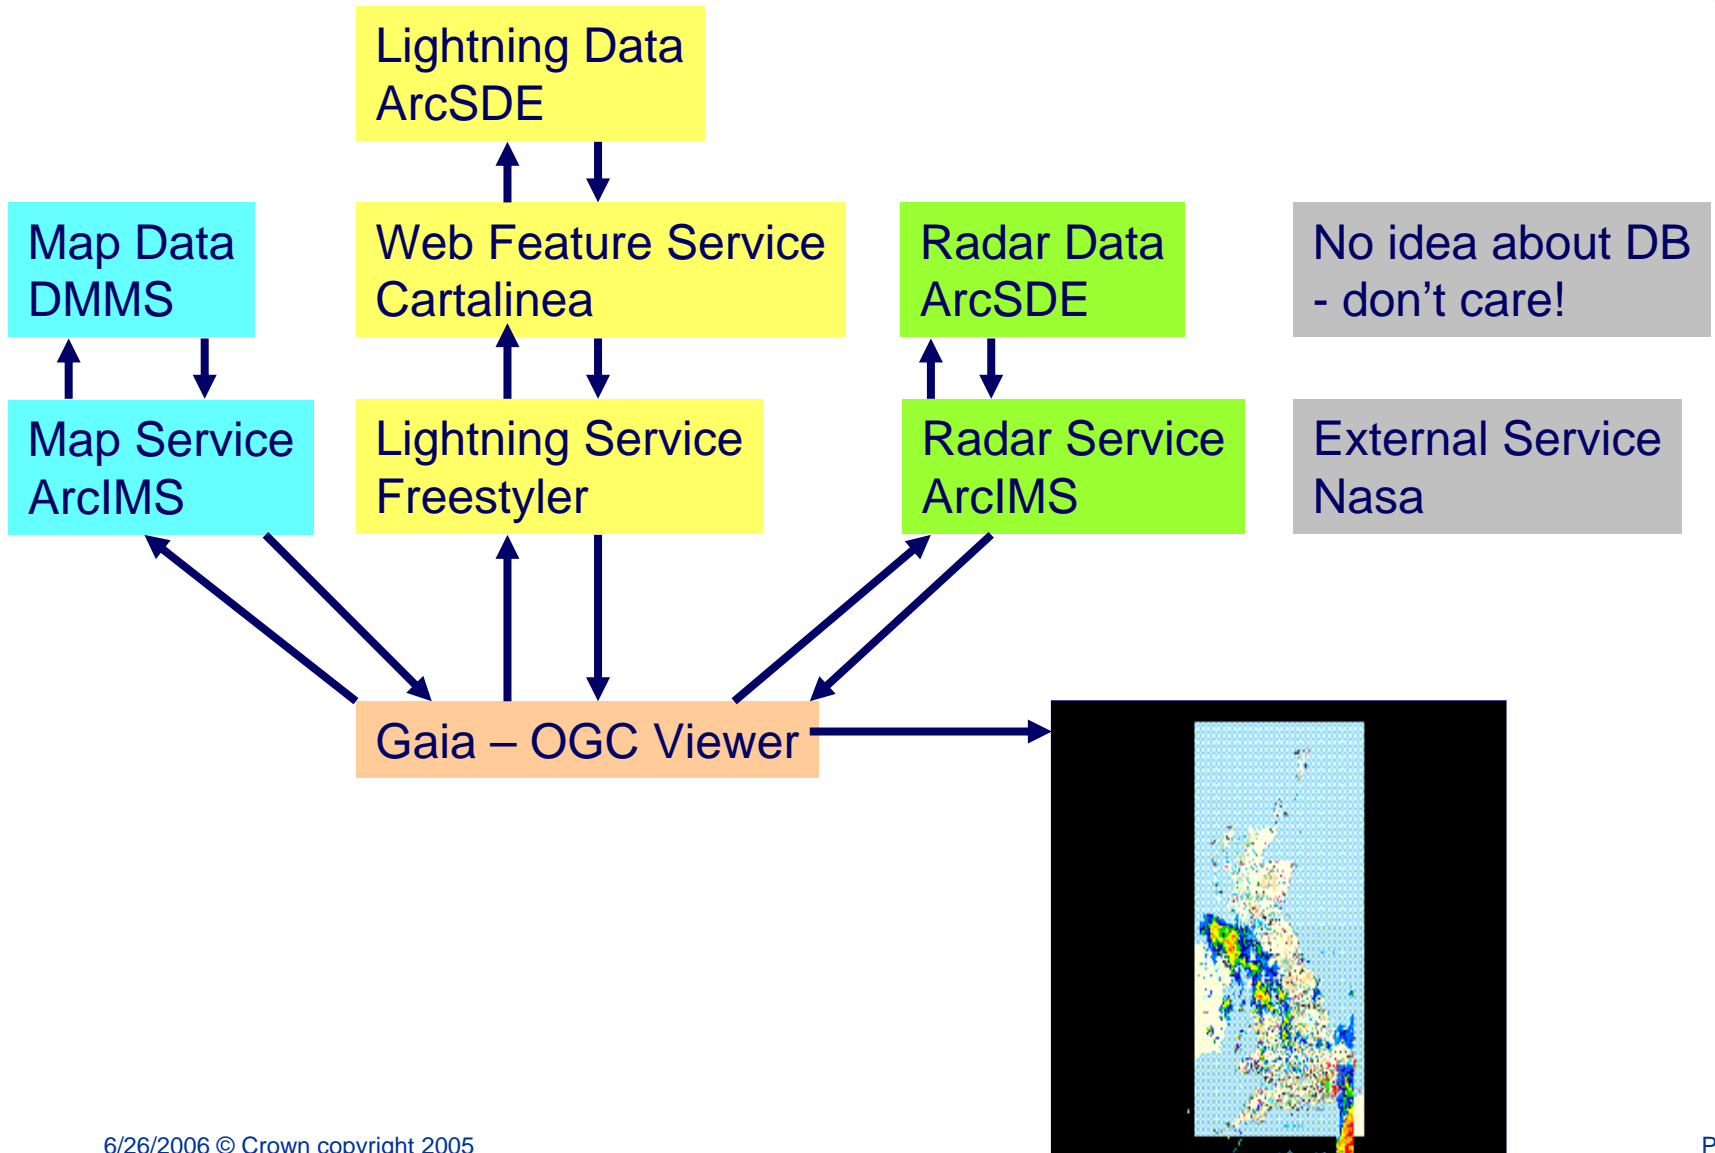 Lightning Data
ArcSDE
Map Data
DMMS
Web Feature Service
Cartalinea
Radar Data
ArcSDE
No idea about DB
- don’t care!
Map Service
ArcIMS
Lightning Service
Freestyler
Radar Service
ArcIMS
External Service
Nasa
Gaia – OGC Viewer
6/26/2006 © Crown copyright 2005
P